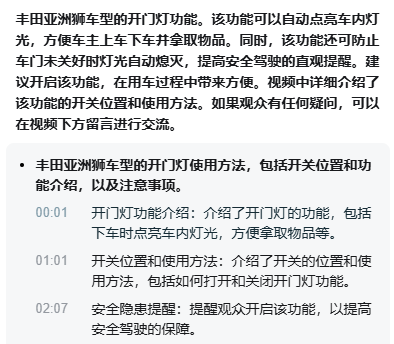 丰田亚洲狮车型的开门灯功能。该功能可以自动点亮车内灯
光，方便车主上车下车并拿取物品。同时，该功能还可防止
车门未关好时灯光自动熄灭，提高安全驾驶的直观提醒。建
议开启该功能，在用车过程中带来方便。视频中详细介绍了
该功能的开关位置和使用方法。如果观众有任何疑问，可以
在视频下方留言进行交流。
• 丰田亚洲狮车型的开门灯使用方法，包括开关位置和功
能介绍，以及注意事项。
00:01 开门灯功能介绍：介绍了开门灯的功能，包括
下车时点亮车内灯光，方便拿取物品等。
01:01 开关位置和使用方法：介绍了开关的位置和使
用方法，包括如何打开和关闭开门灯功能。
02:07 安全隐患提醒：提醒观众开启该功能，以提高
安全驾驶的保障。